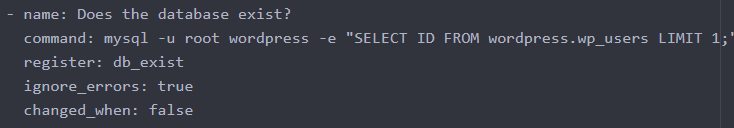 - name: Does the database exist?
command: mysql -u root wordpress -e "SELECT ID FROM wordpress.wp_users LIMIT 1;"
register: db_exist
ignore_errors: true
changed_when: false